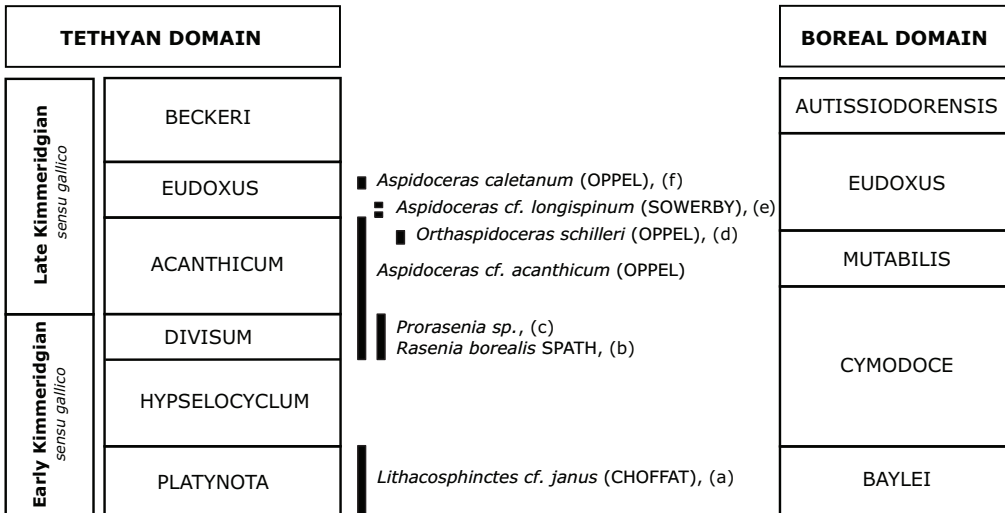 TETHYAN DOMAIN
BOREAL DOMAIN
Late Kimmeridgian
sensu gallico
Early Kimmeridgian
sensu gallico
BECKERI
EUDOXUS
ACANTHICUM
DIVISUM
HYPSELOCYCLUM
PLATYNOTA
Aspidoceras caletanum (OPPEL), (f)
Aspidoceras cf. longispinum (SOWERBY), (e)
Orthaspidoceras schilleri (OPPEL), (d)
Aspidoceras cf. acanthicum (OPPEL)
Prorasenia sp., (c)
Rasenia borealis SPATH, (b)
Lithacosphinctes cf. janus (CHOFFAT), (a)
AUTISSIODORENSIS
EUDOXUS
MUTABILIS
CYMODOCE
BAYLEI